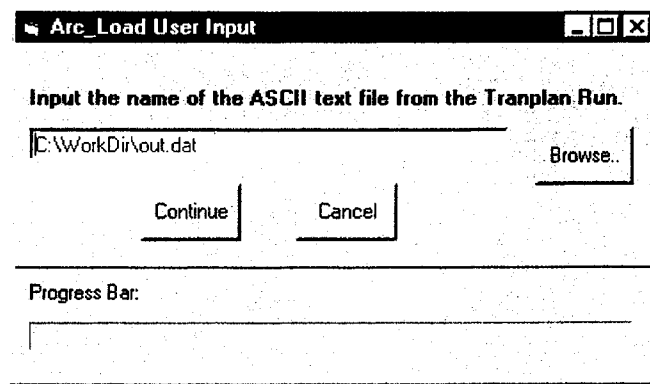 Arc_Load User Input
Input the name of the ASCII text file from the Tranplan Run.
C:\WorkDir\out.dat
Browse..
Continue Cancel
Progress Bar: